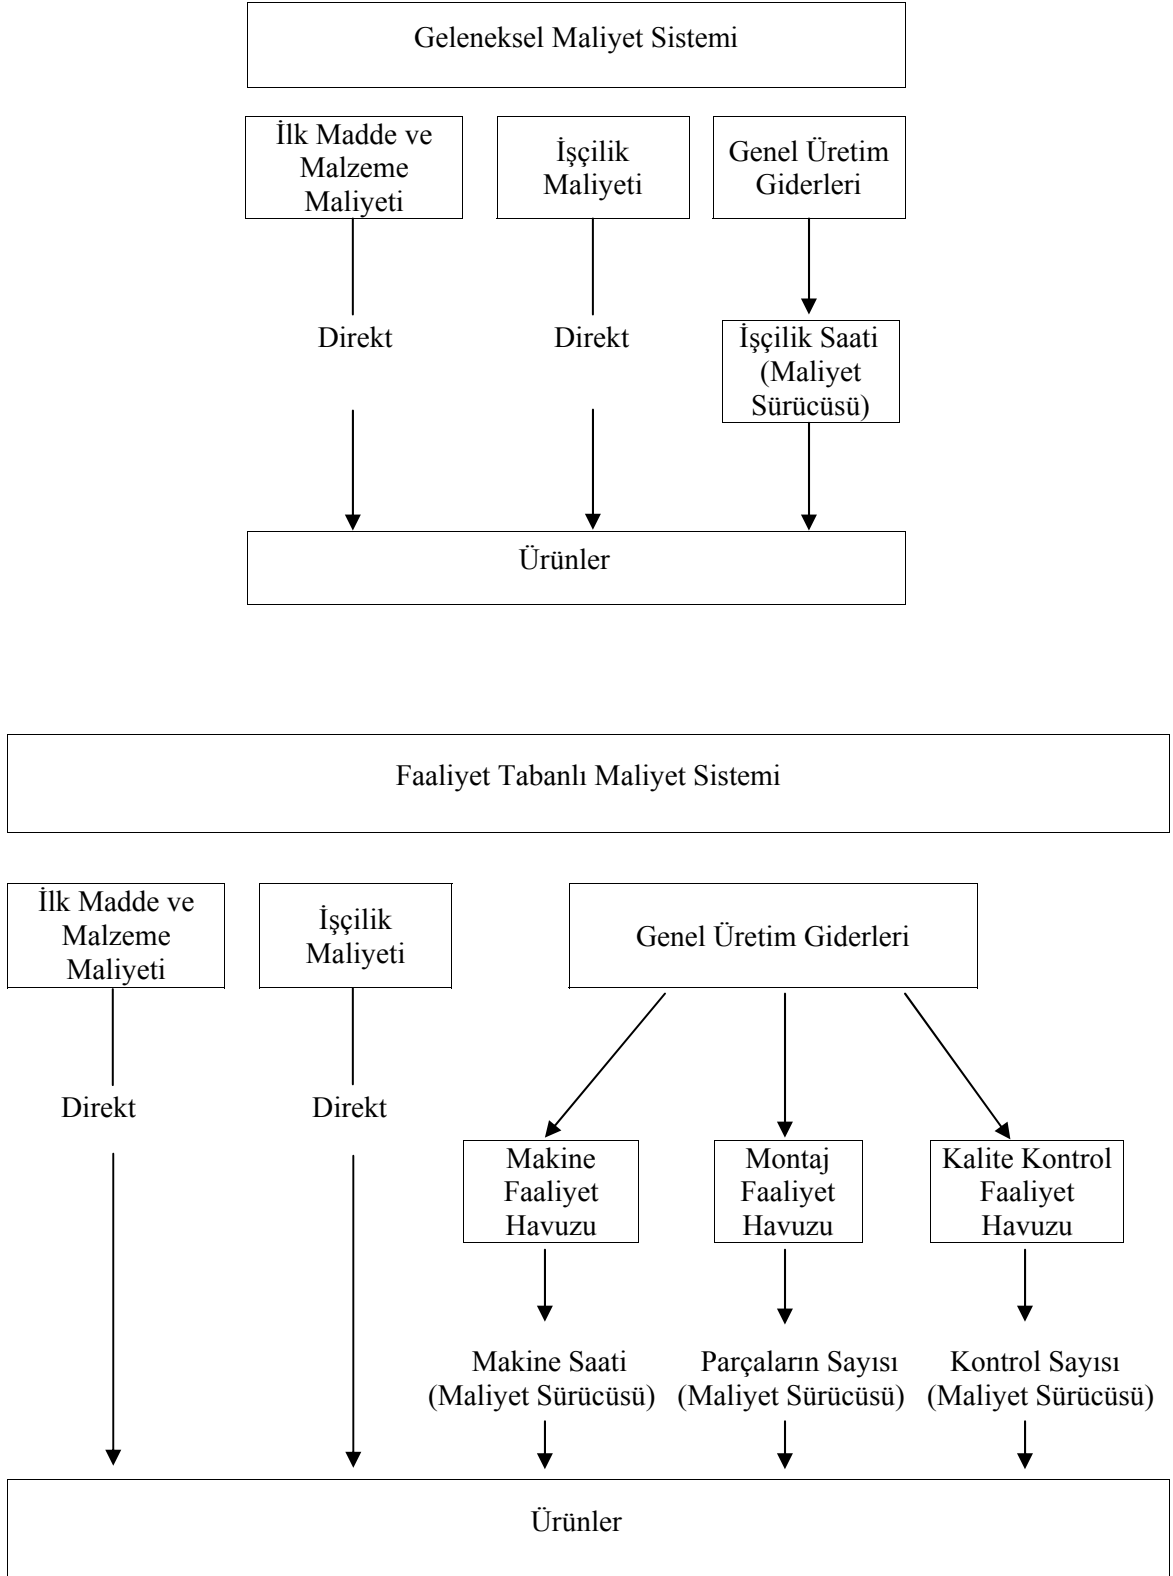 Geleneksel Maliyet Sistemi
İlk Madde ve
Malzeme
Maliyeti
İşçilik
Maliyeti
Genel Üretim
Giderleri
Direkt
Direkt
İşçilik Saati
(Maliyet
Sürücüsü)
Ürünler
Faaliyet Tabanlı Maliyet Sistemi
İlk Madde ve
Malzeme
Maliyeti
İşçilik
Maliyeti
Genel Üretim Giderleri
Direkt
Direkt
Makine
Faaliyet
Havuzu
Montaj
Faaliyet
Havuzu
Kalite Kontrol
Faaliyet
Havuzu
Makine Saati
(Maliyet Sürücüsü)
Parçaların Sayısı
(Maliyet Sürücüsü)
Kontrol Sayısı
(Maliyet Sürücüsü)
Ürünler